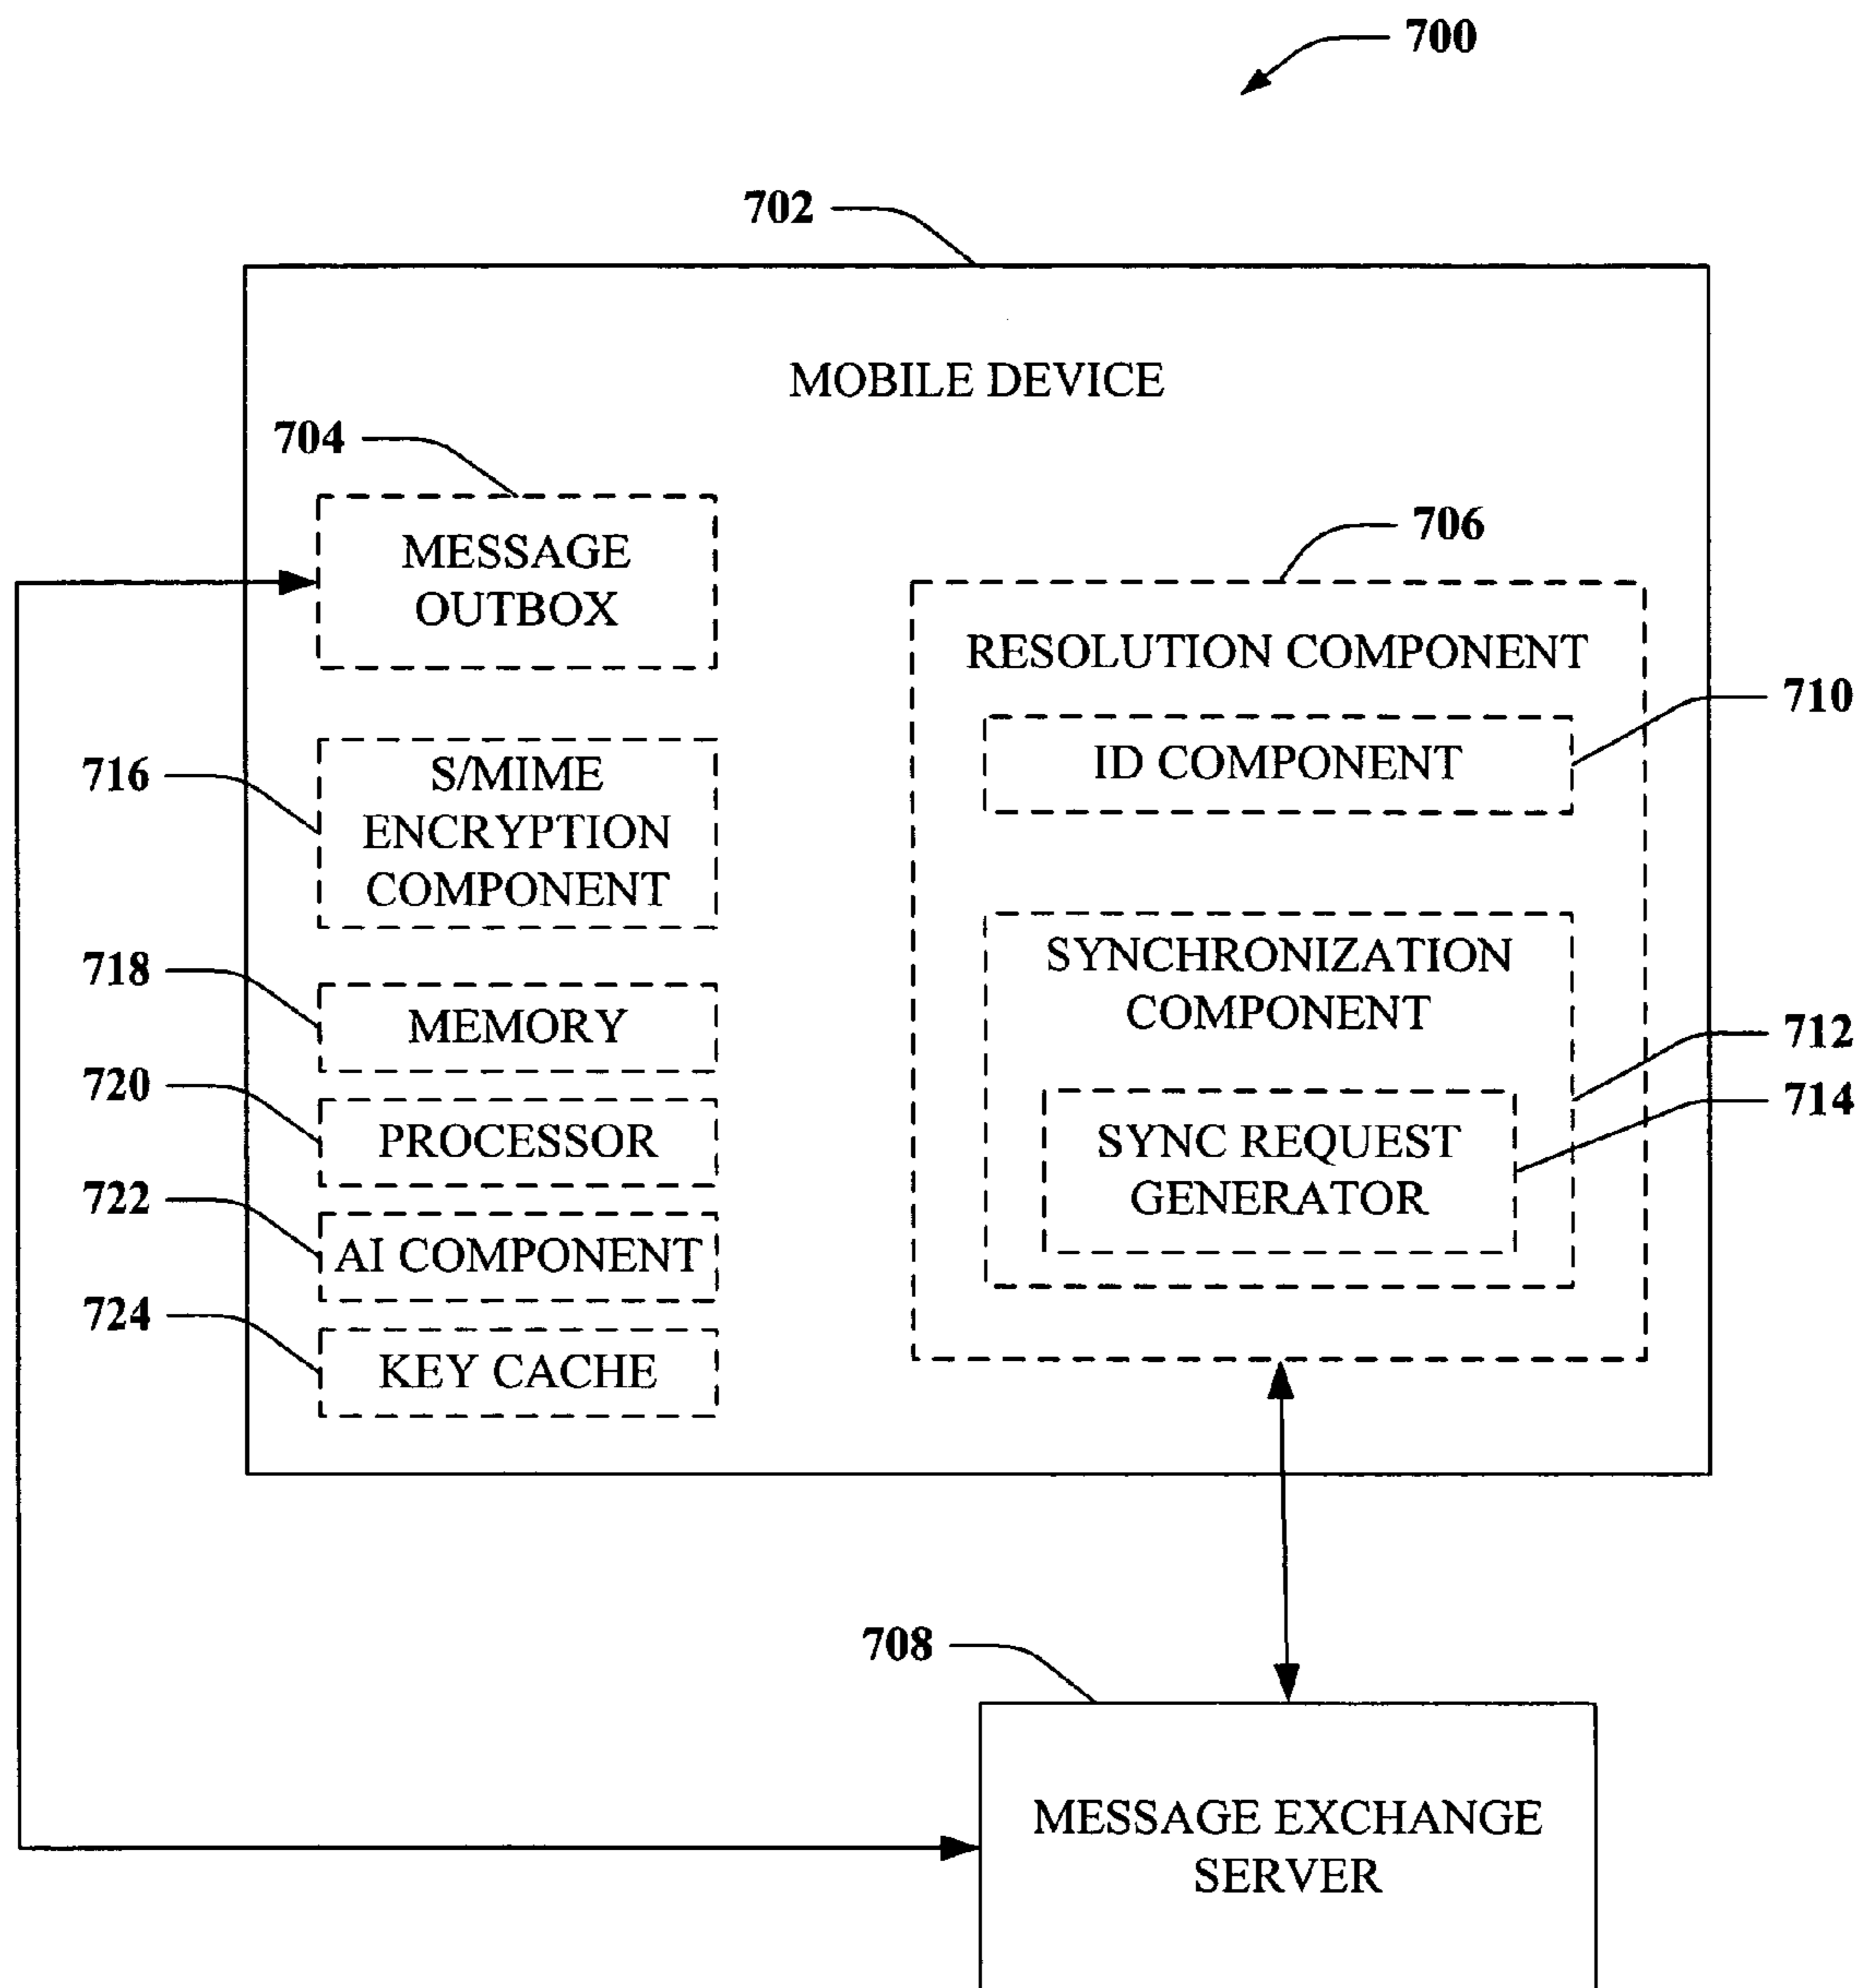 700
702
MOBILE DEVICE
704
MESSAGE
OUTBOX
706
RESOLUTION COMPONENT
710
ID COMPONENT
716
S/MIME
ENCRYPTION
COMPONENT
SYNCHRONIZATION
COMPONENT
718
MEMORY
712
720
PROCESSOR
714
SYNC REQUEST
GENERATOR
722
AI COMPONENT
724
KEY CACHE
708
MESSAGE EXCHANGE
SERVER